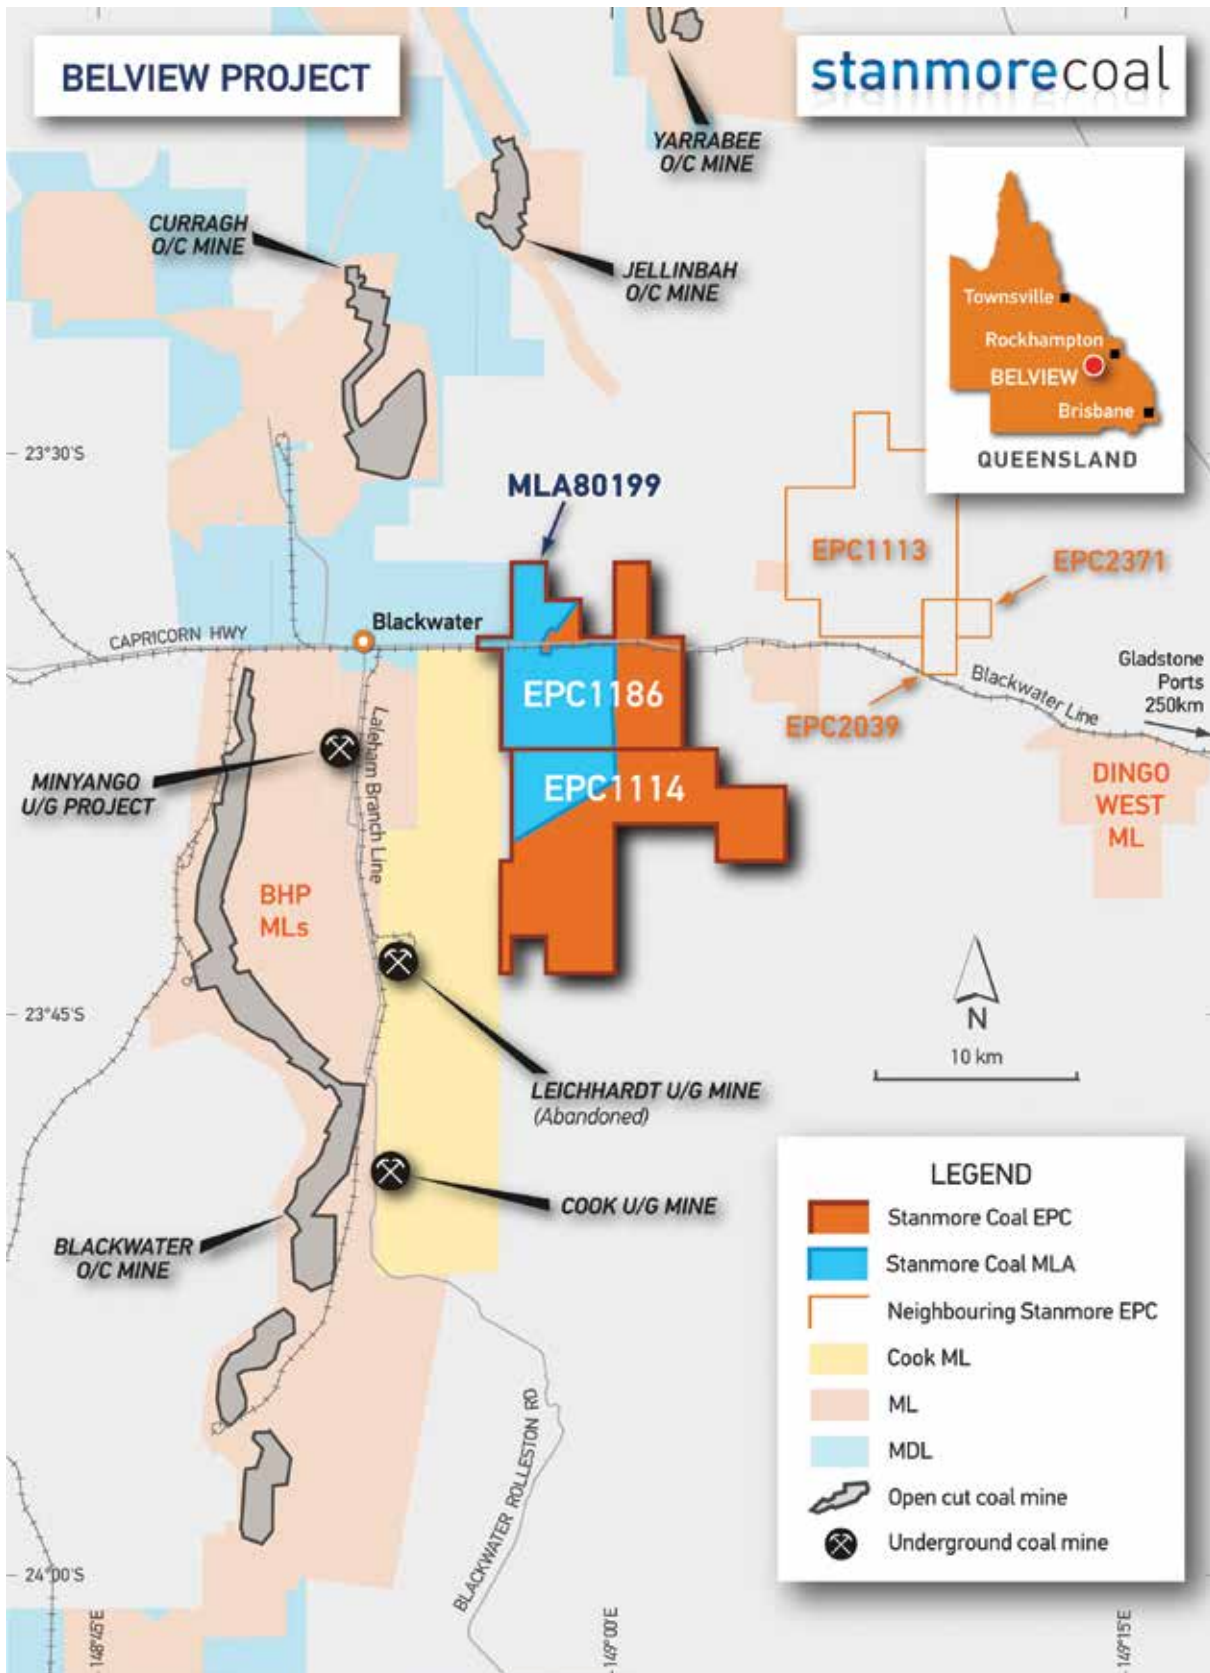 BELVIEW PROJECT
stanmorecoal
YARRABEE
O/C MINE
CURRAGH
O/C MINE
JELLINBAH
O/C MINE
Townsville
Rockhampton
BELVIEW
Brisbane
QUEENSLAND
23°30'S
MLA80199
EPC1113
EPC2371
Blackwater
CAPRICORN HWY
EPC1186
Blackwater Line
Gladstone
Ports
250km
EPC2039
Laleham Branch Line
MINYANGO
U/G PROJECT
EPC1114
DINGO
WEST
ML
BHP
MLs
N
10 km
23°45'S
LEICHHARDT U/G MINE
(Abandoned)
COOK U/G MINE
BLACKWATER
O/C MINE
BLACKWATER ROLLESTON RD
LEGEND
Stanmore Coal EPC
Stanmore Coal MLA
Neighbouring Stanmore EPC
Cook ML
ML
MDL
Open cut coal mine
Underground coal mine
24°00'S
148°45'E
149°00'E
149°15'E